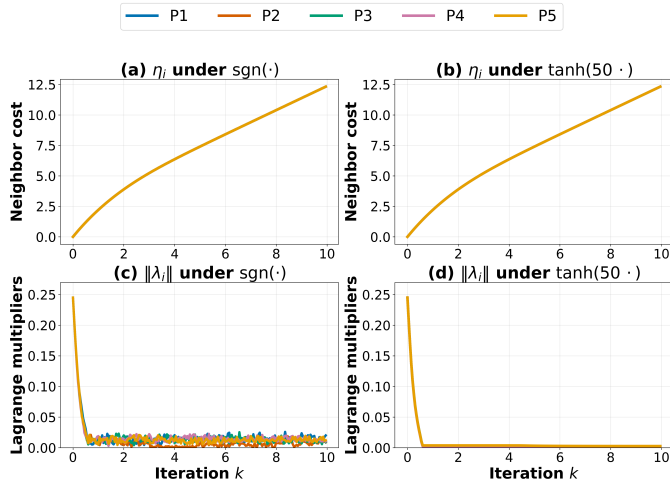 P1 P2 P3 P4 P5
(a) η_i under sgn(·)
(b) η_i under tanh(50 ·)
Neighbor cost
12.5
10.0
7.5
5.0
2.5
0.0
0 2 4 6 8 10
Neighbor cost
12.5
10.0
7.5
5.0
2.5
0.0
0 2 4 6 8 10
(c) ‖λ_i‖ under sgn(·)
(d) ‖λ_i‖ under tanh(50 ·)
Lagrange multipliers
0.25
0.20
0.15
0.10
0.05
0.00
0 2 4 6 8 10
Iteration k
Lagrange multipliers
0.25
0.20
0.15
0.10
0.05
0.00
0 2 4 6 8 10
Iteration k